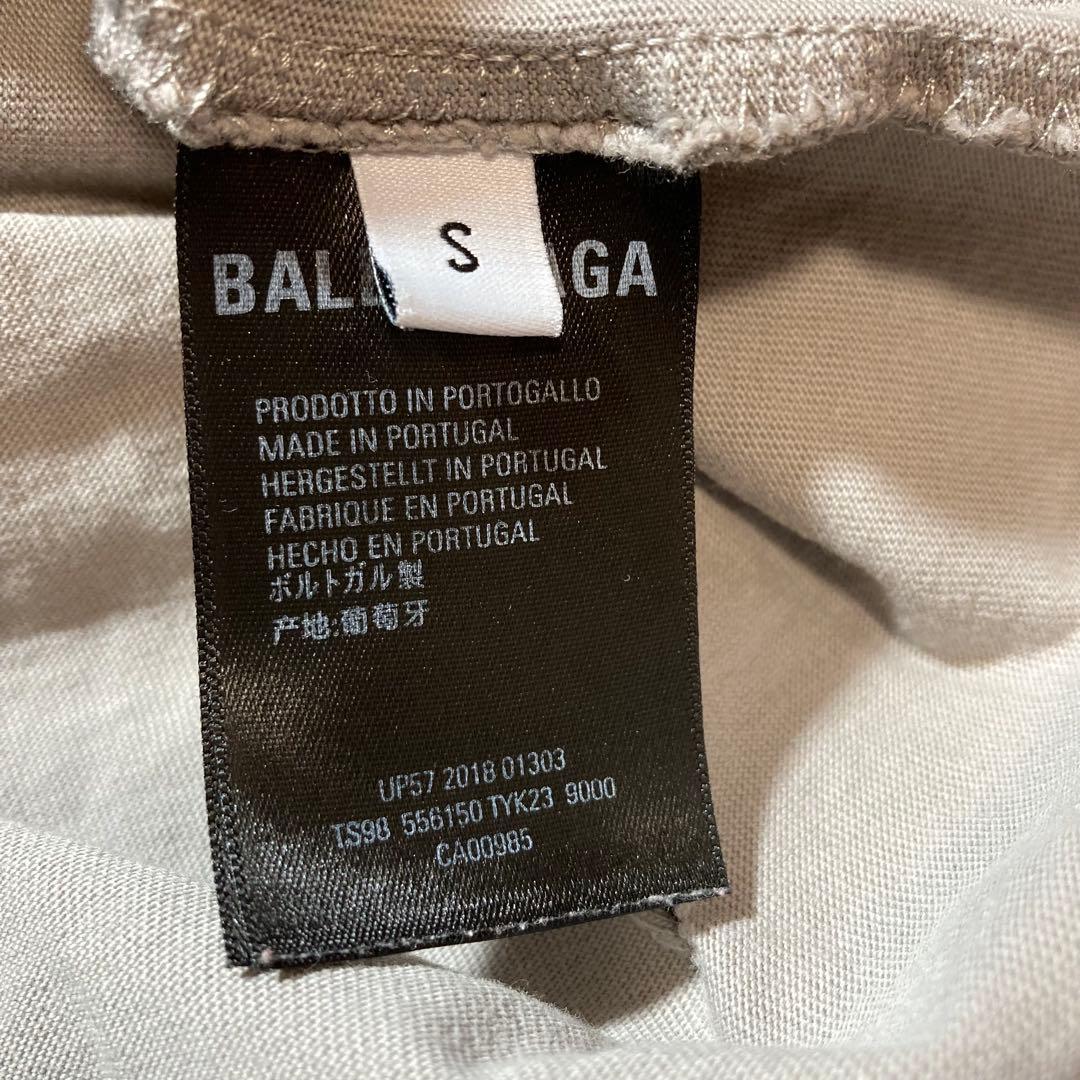 S
BAL AGA
PRODOTTO IN PORTOGALLO
MADE IN PORTUGAL
HERGESTELLT IN PORTUGAL
FABRIQUE EN PORTUGAL
HECHO EN PORTUGAL
ポルトガル製
产地:葡萄牙
UP57 2018 01303
TS98 556150 TYK23 9000
CA00985